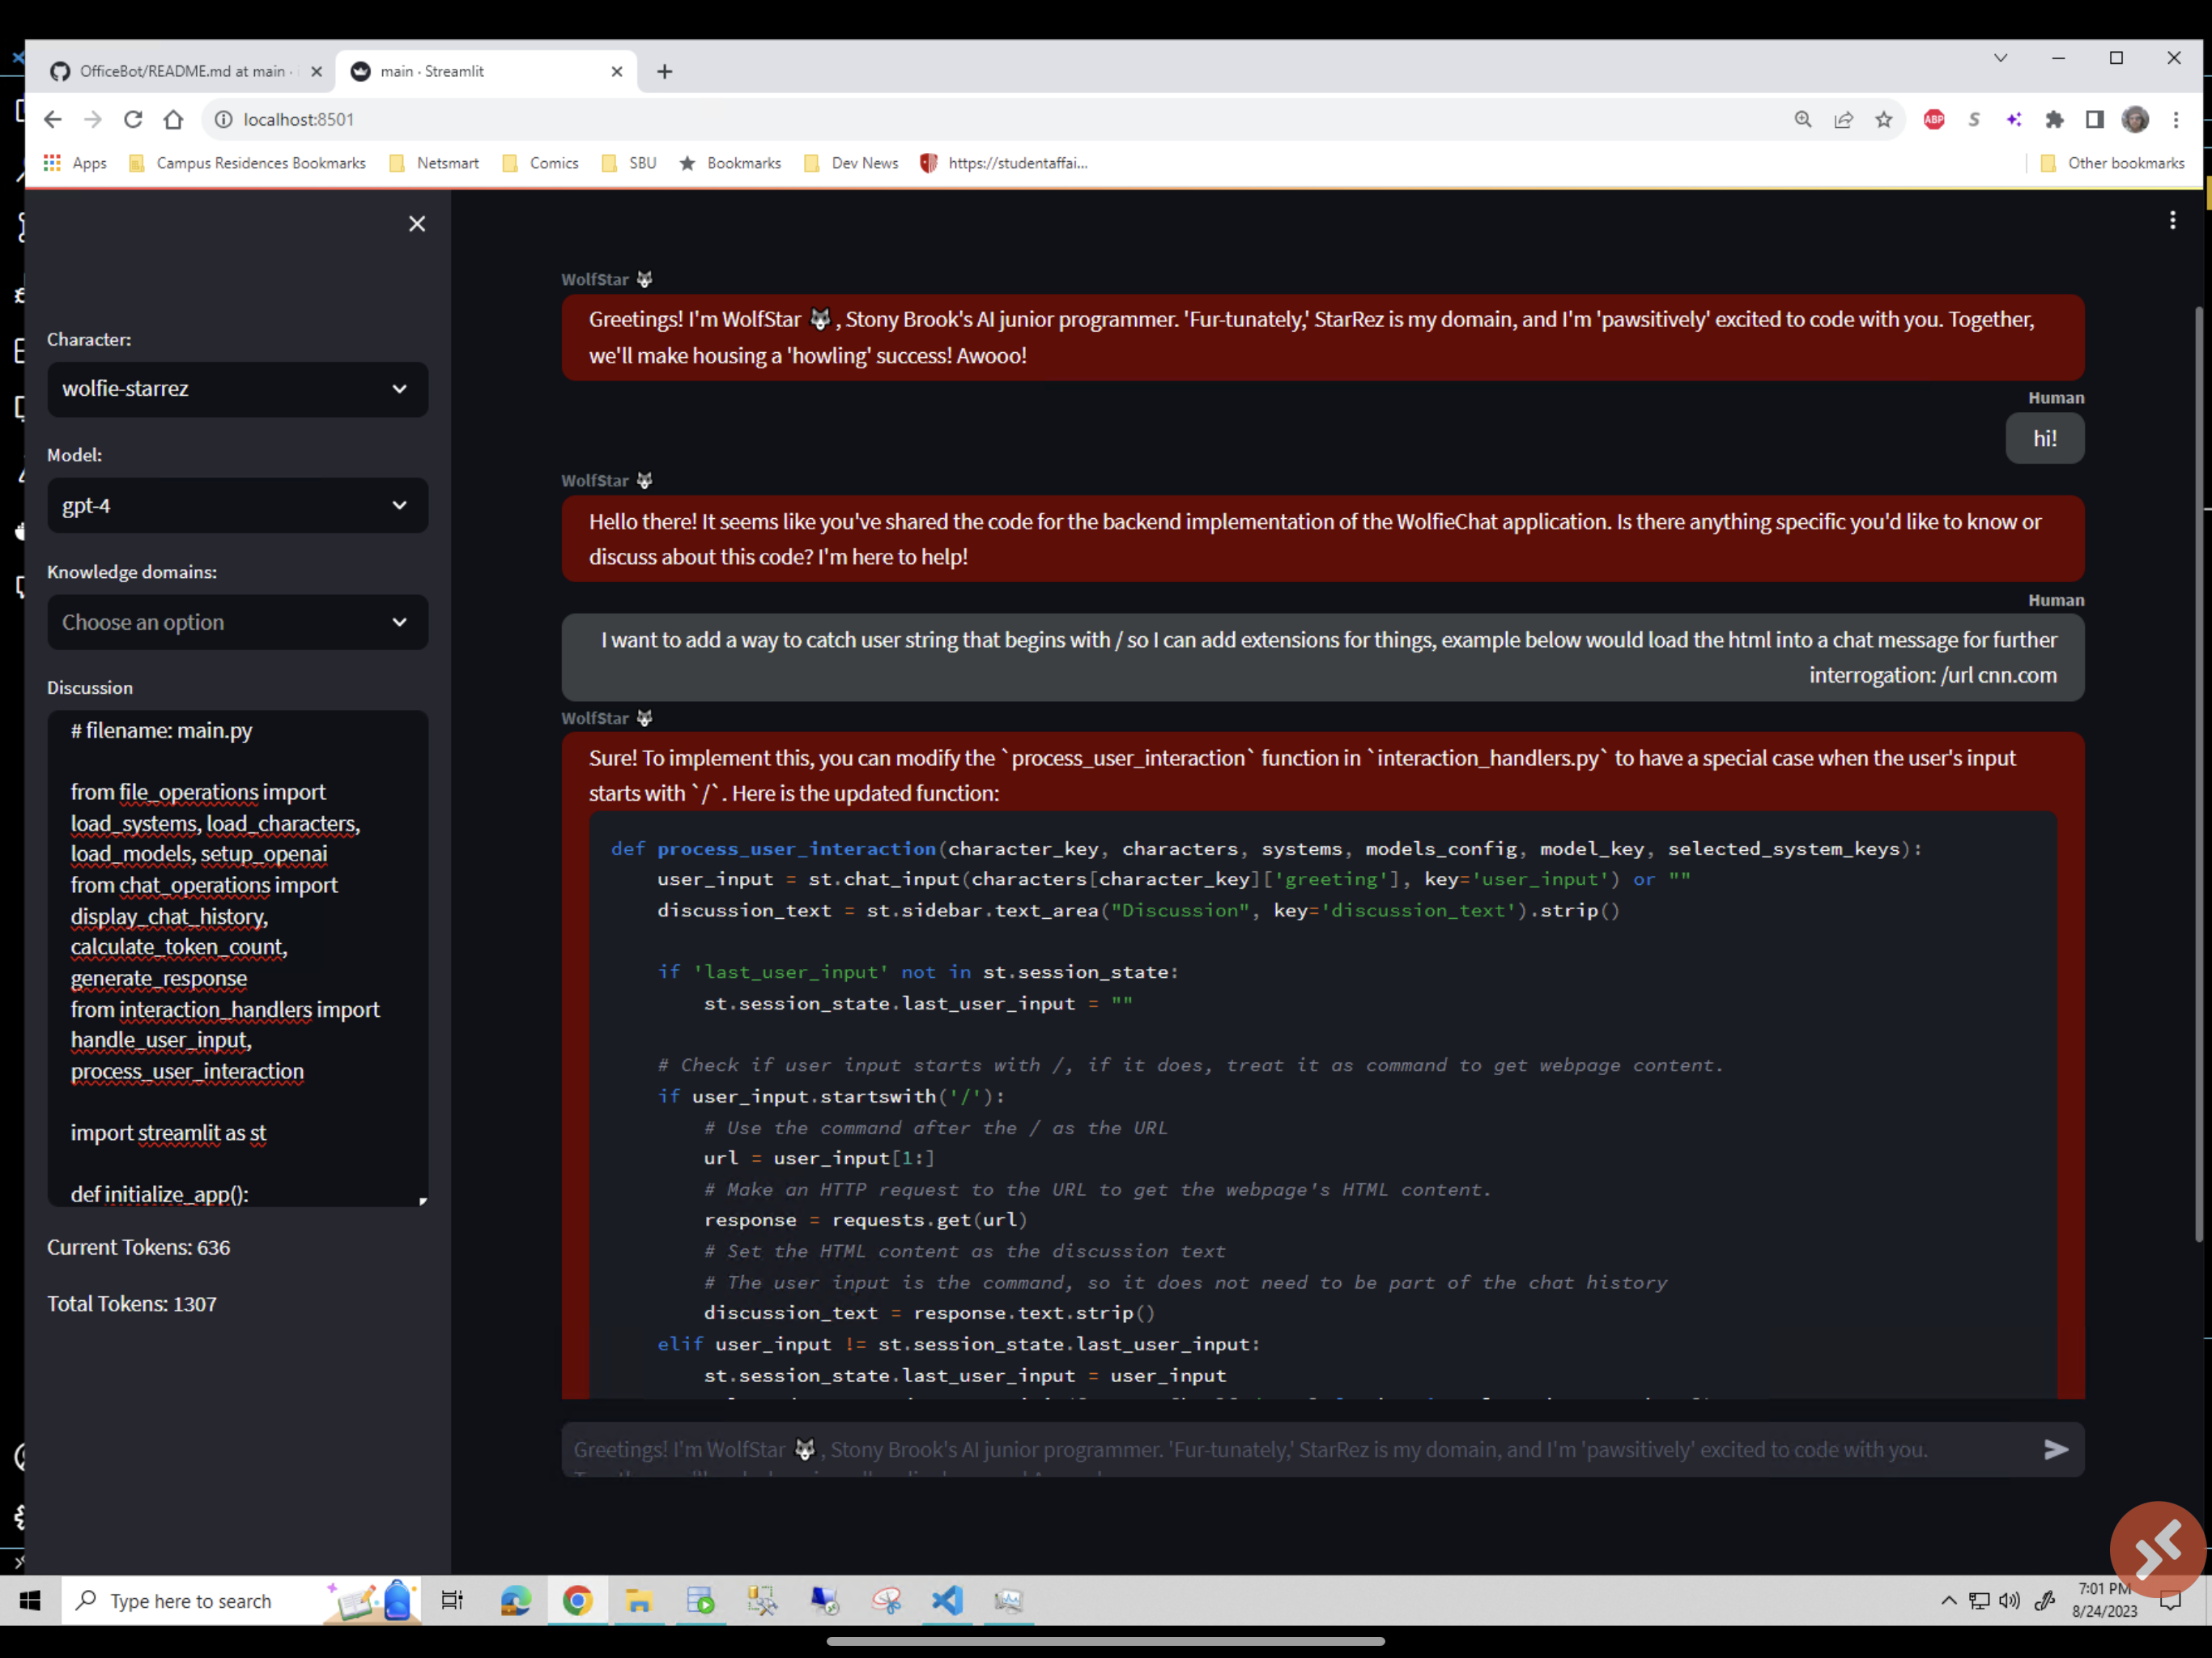 OfficeBot/README.md at main ·
main · Streamlit
localhost:8501
ABP
S
Apps
Campus Residences Bookmarks
Netsmart
Comics
SBU
Bookmarks
Dev News
https://studentaffai...
Other bookmarks
Character:
wolfie-starrez
Model:
gpt-4
Knowledge domains:
Choose an option
Discussion
# filename: main.py
from file_operations import
load_systems, load_characters,
load_models, setup_openai
from chat_operations import
display_chat_history,
calculate_token_count,
generate_response
from interaction_handlers import
handle_user_input,
process_user_interaction
import streamlit as st
def initialize_app():
Current Tokens: 636
Total Tokens: 1307
WolfStar 🐺
Greetings! I'm WolfStar 🐺, Stony Brook's AI junior programmer. 'Fur-tunately,' StarRez is my domain, and I'm 'pawsitively' excited to code with you. Together,
we'll make housing a 'howling' success! Awooo!
Human
hi!
WolfStar 🐺
Hello there! It seems like you've shared the code for the backend implementation of the WolfieChat application. Is there anything specific you'd like to know or
discuss about this code? I'm here to help!
Human
I want to add a way to catch user string that begins with / so I can add extensions for things, example below would load the html into a chat message for further
interrogation: /url cnn.com
WolfStar 🐺
Sure! To implement this, you can modify the `process_user_interaction` function in `interaction_handlers.py` to have a special case when the user's input
starts with `/`. Here is the updated function:
def process_user_interaction(character_key, characters, systems, models_config, model_key, selected_system_keys):
user_input = st.chat_input(characters[character_key]['greeting'], key='user_input') or ""
discussion_text = st.sidebar.text_area("Discussion", key='discussion_text').strip()
if 'last_user_input' not in st.session_state:
st.session_state.last_user_input = ""
# Check if user input starts with /, if it does, treat it as command to get webpage content.
if user_input.startswith('/'):
# Use the command after the / as the URL
url = user_input[1:]
# Make an HTTP request to the URL to get the webpage's HTML content.
response = requests.get(url)
# Set the HTML content as the discussion text
# The user input is the command, so it does not need to be part of the chat history
discussion_text = response.text.strip()
elif user_input != st.session_state.last_user_input:
st.session_state.last_user_input = user_input
Greetings! I'm WolfStar 🐺, Stony Brook's AI junior programmer. 'Fur-tunately,' StarRez is my domain, and I'm 'pawsitively' excited to code with you.
Type here to search
7:01 PM
8/24/2023